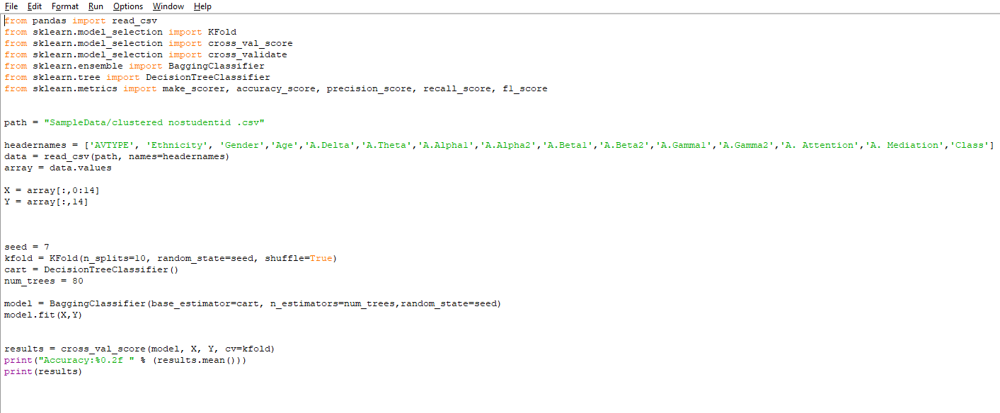 File Edit Format Run Options Window Help
from pandas import read_csv
from sklearn.model_selection import KFold
from sklearn.model_selection import cross_val_score
from sklearn.model_selection import cross_validate
from sklearn.ensemble import BaggingClassifier
from sklearn.tree import DecisionTreeClassifier
from sklearn.metrics import make_scorer, accuracy_score, precision_score, recall_score, f1_score
path = "SampleData/clustered nostudentid .csv"
headernames = ['AVTYPE', 'Ethnicity', 'Gender','Age','A.Delta','A.Theta','A.Alpha1','A.Alpha2','A.Beta1','A.Beta2','A.Gamma1','A.Gamma2','A. Attention','A. Mediation','Class']
data = read_csv(path, names=headernames)
array = data.values
X = array[:,0:14]
Y = array[:,14]
seed = 7
kfold = KFold(n_splits=10, random_state=seed, shuffle=True)
cart = DecisionTreeClassifier()
num_trees = 80
model = BaggingClassifier(base_estimator=cart, n_estimators=num_trees,random_state=seed)
model.fit(X,Y)
results = cross_val_score(model, X, Y, cv=kfold)
print("Accuracy:%0.2f " % (results.mean()))
print(results)